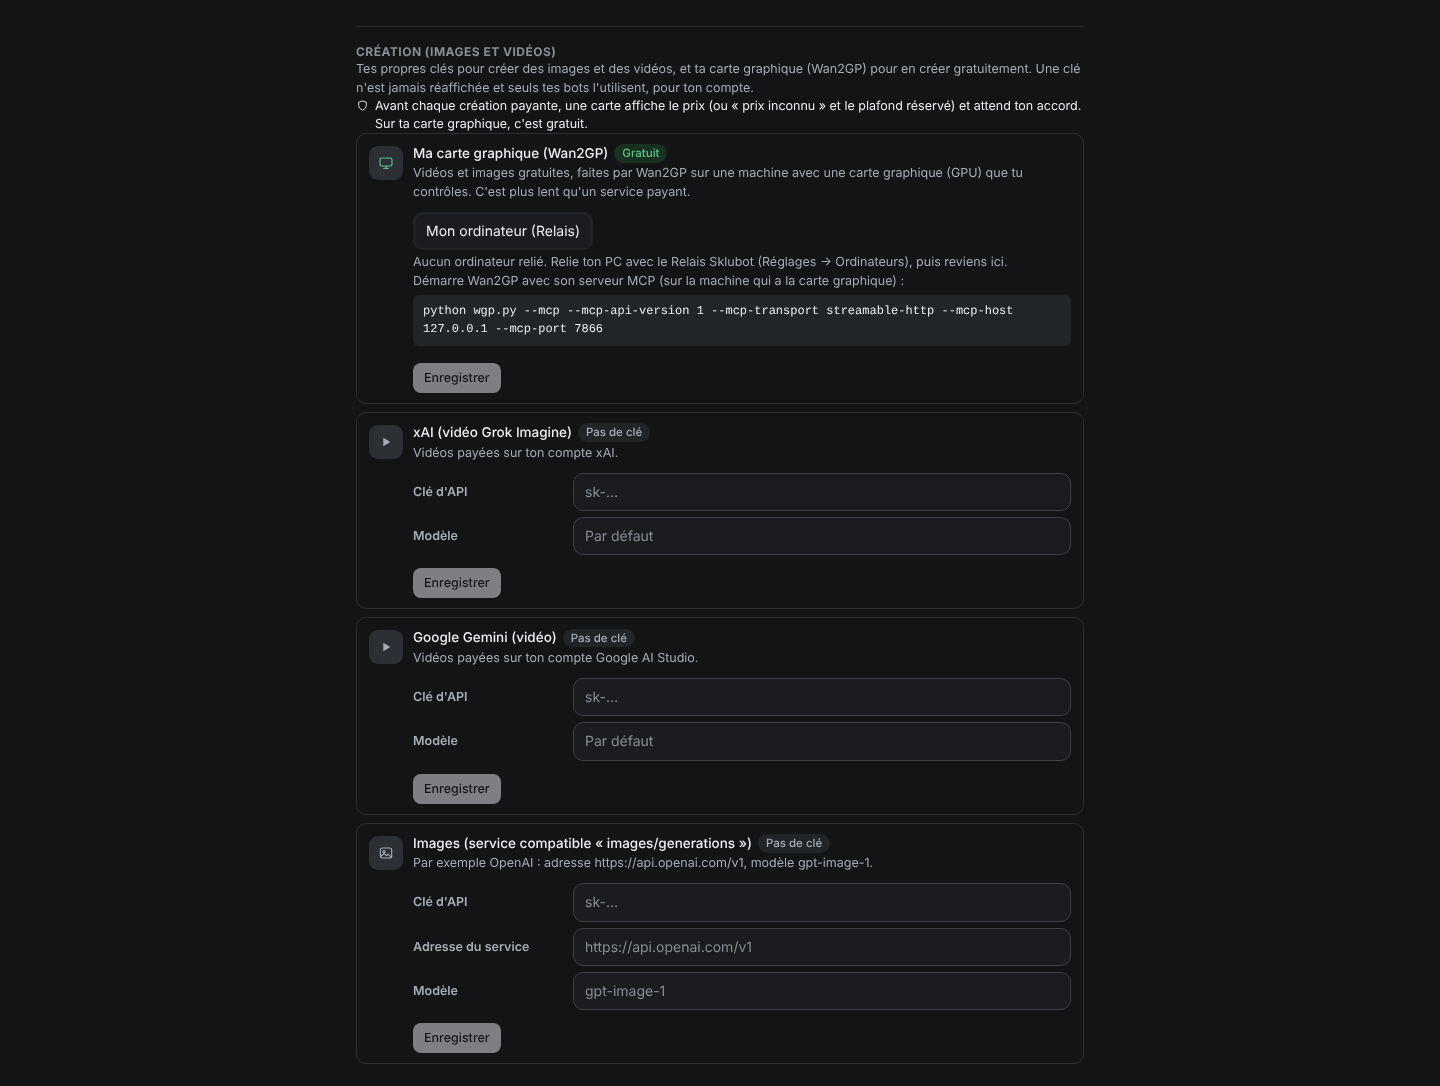 CRÉATION (IMAGES ET VIDÉOS)
Tes propres clés pour créer des images et des vidéos, et ta carte graphique (Wan2GP) pour en créer gratuitement. Une clé
n'est jamais réaffichée et seuls tes bots l'utilisent, pour ton compte.
Avant chaque création payante, une carte affiche le prix (ou « prix inconnu » et le plafond réservé) et attend ton accord.
Sur ta carte graphique, c'est gratuit.
Ma carte graphique (Wan2GP) Gratuit
Vidéos et images gratuites, faites par Wan2GP sur une machine avec une carte graphique (GPU) que tu
contrôles. C'est plus lent qu'un service payant.
Mon ordinateur (Relais)
Aucun ordinateur relié. Relie ton PC avec le Relais Sklubot (Réglages → Ordinateurs), puis reviens ici.
Démarre Wan2GP avec son serveur MCP (sur la machine qui a la carte graphique) :
python wgp.py --mcp --mcp-api-version 1 --mcp-transport streamable-http --mcp-host
127.0.0.1 --mcp-port 7866
Enregistrer
xAI (vidéo Grok Imagine) Pas de clé
Vidéos payées sur ton compte xAI.
Clé d'API sk-...
Modèle Par défaut
Enregistrer
Google Gemini (vidéo) Pas de clé
Vidéos payées sur ton compte Google AI Studio.
Clé d'API sk-...
Modèle Par défaut
Enregistrer
Images (service compatible « images/generations ») Pas de clé
Par exemple OpenAI : adresse https://api.openai.com/v1, modèle gpt-image-1.
Clé d'API sk-...
Adresse du service https://api.openai.com/v1
Modèle gpt-image-1
Enregistrer